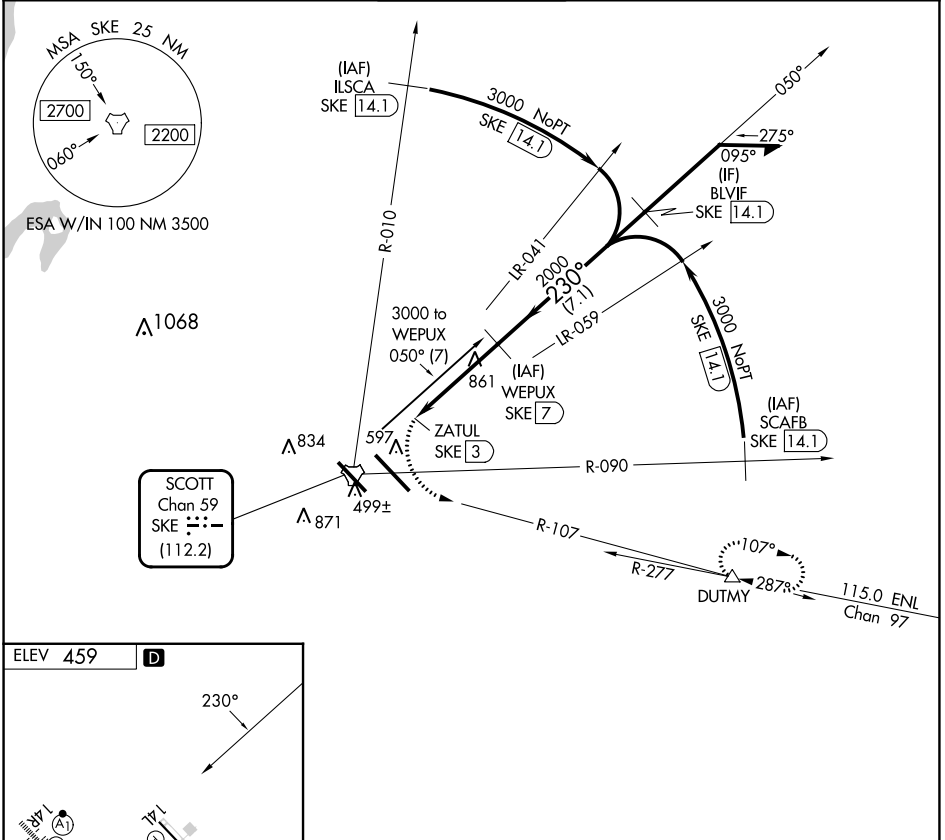 MSA SKE 25 NM
150°
2700
2200
060°
ESA W/IN 100 NM 3500
(IAF)
ILSCA
SKE 14.1
3000 NoPT
SKE 14.1
050°
275°
095°
(IF)
BLVIF
SKE 14.1
R-010
LR-041
2000
230°
(7.1)
LR-059
3000 NoPT
SKE 14.1
1068
3000 to
WEPUX
050° (7)
861
(IAF)
WEPUX
SKE 7
(IAF)
SCAFB
SKE 14.1
834
597
ZATUL
SKE 3
R-090
SCOTT
Chan 59
SKE
(112.2)
871
499±
R-107
R-277
107°
287°
DUTMY
115.0 ENL
Chan 97
ELEV 459
D
230°
14R
A1
14L